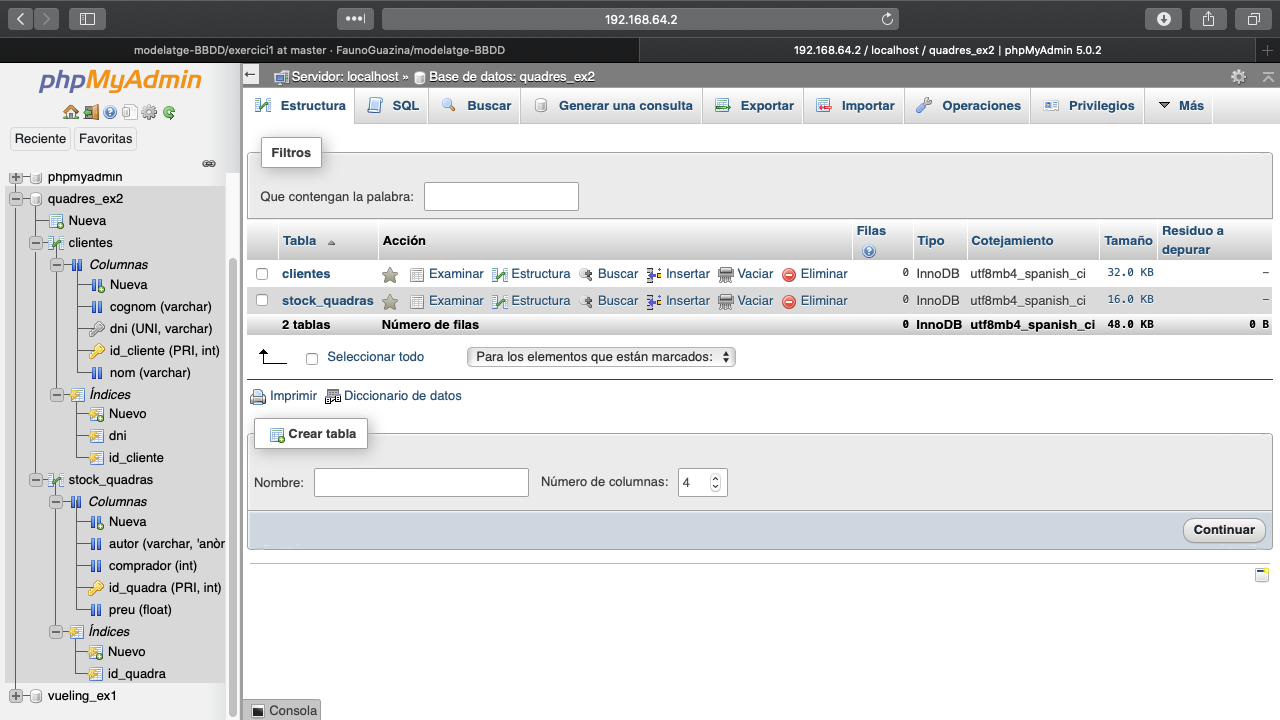 192.168.64.2
modelatge-BBDD/exercici1 at master · FaunoGuazina/modelatge-BBDD
192.168.64.2 / localhost / quadres_ex2 | phpMyAdmin 5.0.2
phpMyAdmin
Reciente Favoritas
phpmyadmin
quadres_ex2
Nueva
clientes
Columnas
Nueva
cognom (varchar)
dni (UNI, varchar)
id_cliente (PRI, int)
nom (varchar)
Índices
Nuevo
dni
id_cliente
stock_quadras
Columnas
Nueva
autor (varchar, 'anòr
comprador (int)
id_quadra (PRI, int)
preu (float)
Índices
Nuevo
id_quadra
vueling_ex1
Servidor: localhost » Base de datos: quadres_ex2
Estructura SQL Buscar Generar una consulta Exportar Importar Operaciones Privilegios Más
Filtros
Que contengan la palabra:
Tabla Acción Filas Tipo Cotejamiento Tamaño Residuo a depurar
clientes Examinar Estructura Buscar Insertar Vaciar Eliminar 0 InnoDB utf8mb4_spanish_ci 32.0 KB –
stock_quadras Examinar Estructura Buscar Insertar Vaciar Eliminar 0 InnoDB utf8mb4_spanish_ci 16.0 KB –
2 tablas Número de filas 0 InnoDB utf8mb4_spanish_ci 48.0 KB 0 B
Seleccionar todo Para los elementos que están marcados:
Imprimir Diccionario de datos
Crear tabla
Nombre: Número de columnas: 4
Continuar
Consola